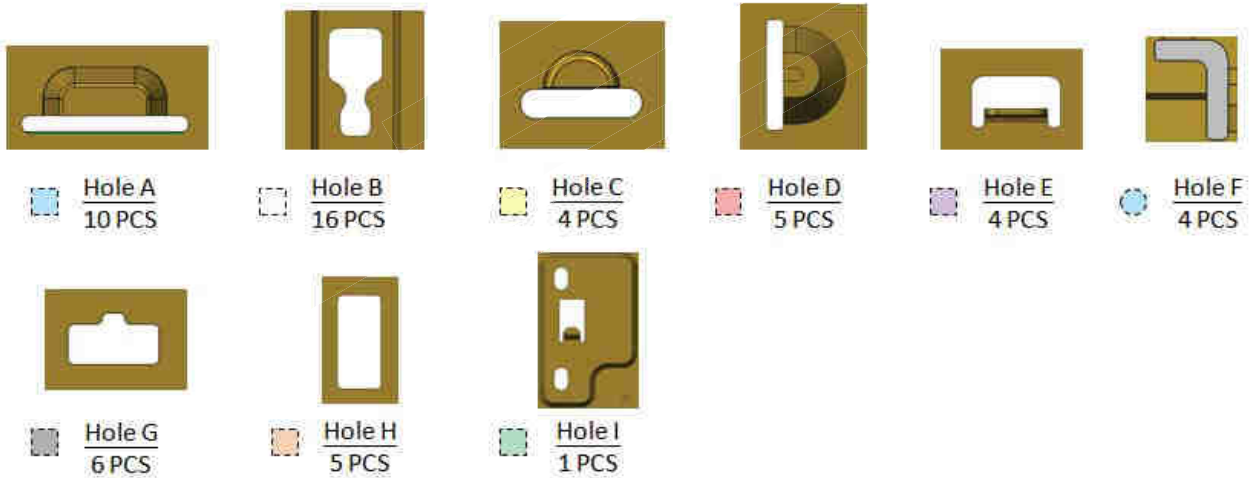 Hole A
10 PCS
Hole B
16 PCS
Hole C
4 PCS
Hole D
5 PCS
Hole E
4 PCS
Hole F
4 PCS
Hole G
6 PCS
Hole H
5 PCS
Hole I
1 PCS